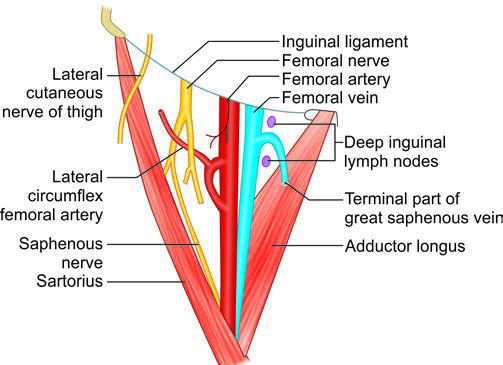 Inguinal ligament
Femoral nerve
Femoral artery
Femoral vein
Lateral
cutaneous
nerve of thigh
Deep inguinal
lymph nodes
Lateral
circumflex
femoral artery
Terminal part of
great saphenous vein
Saphenous
nerve
Sartorius
Adductor longus